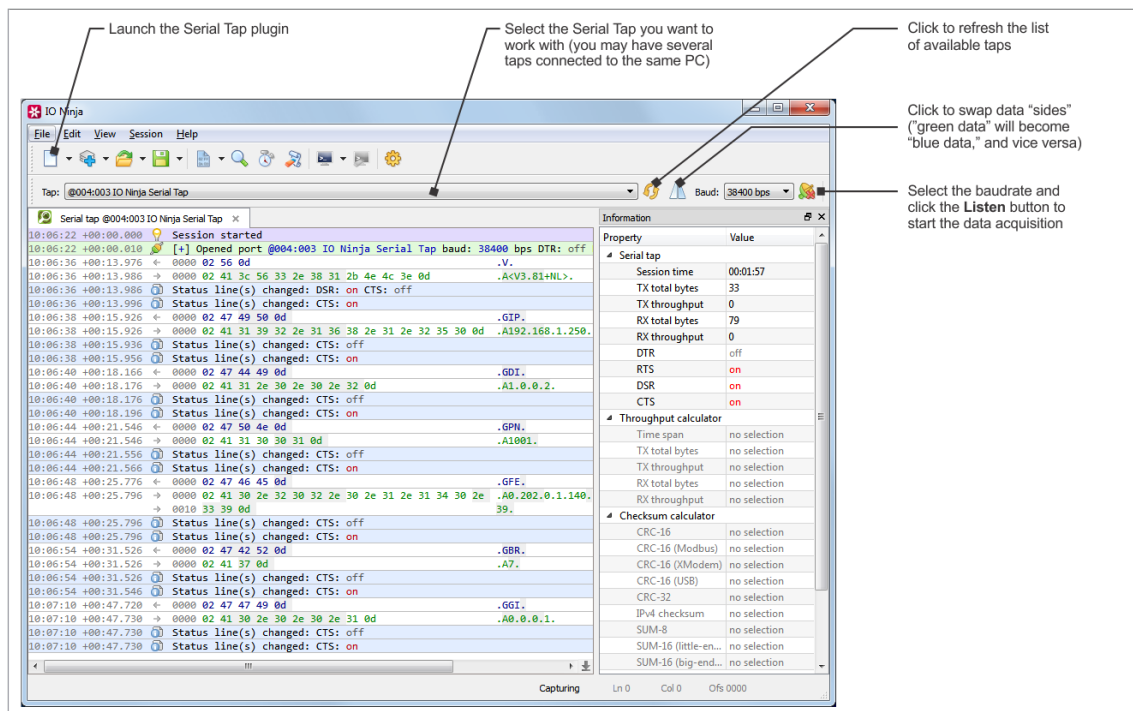 Launch the Serial Tap plugin
Select the Serial Tap you want to
work with (you may have several
taps connected to the same PC)
Click to refresh the list
of available taps
Click to swap data “sides”
(”green data” will become
“blue data,” and vice versa)
Select the baudrate and
click the Listen button to
start the data acquisition
IO Ninja
File Edit View Session Help
Tap: @004:003 IO Ninja Serial Tap Baud: 38400 bps
Serial tap @004:003 IO Ninja Serial Tap
10:06:22 +00:00.000 Session started
10:06:22 +00:00.010 [+] Opened port @004:003 IO Ninja Serial Tap baud: 38400 bps DTR: off
10:06:36 +00:13.976 ← 0000 02 56 0d .V.
10:06:36 +00:13.986 → 0000 02 41 3c 56 33 2e 38 31 2b 4e 4c 3e 0d .A<V3.81+NL>.
10:06:36 +00:13.986 Status line(s) changed: DSR: on CTS: off
10:06:36 +00:13.996 Status line(s) changed: CTS: on
10:06:38 +00:15.926 ← 0000 02 47 49 50 0d .GIP.
10:06:38 +00:15.926 → 0000 02 41 31 39 32 2e 31 36 38 2e 31 2e 32 35 30 0d .A192.168.1.250.
10:06:38 +00:15.936 Status line(s) changed: CTS: off
10:06:38 +00:15.956 Status line(s) changed: CTS: on
10:06:40 +00:18.166 ← 0000 02 47 44 49 0d .GDI.
10:06:40 +00:18.176 → 0000 02 41 31 2e 30 2e 30 2e 32 0d .A1.0.0.2.
10:06:40 +00:18.176 Status line(s) changed: CTS: off
10:06:40 +00:18.196 Status line(s) changed: CTS: on
10:06:44 +00:21.546 ← 0000 02 47 50 4e 0d .GPN.
10:06:44 +00:21.546 → 0000 02 41 31 30 30 31 0d .A1001.
10:06:44 +00:21.556 Status line(s) changed: CTS: off
10:06:44 +00:21.566 Status line(s) changed: CTS: on
10:06:48 +00:25.776 ← 0000 02 47 46 45 0d .GFE.
10:06:48 +00:25.796 → 0000 02 41 30 2e 32 30 32 2e 30 2e 31 2e 31 34 30 2e .A0.202.0.1.140.
→ 0010 33 39 0d 39.
10:06:48 +00:25.796 Status line(s) changed: CTS: off
10:06:48 +00:25.796 Status line(s) changed: CTS: on
10:06:54 +00:31.526 ← 0000 02 47 42 52 0d .GBR.
10:06:54 +00:31.526 → 0000 02 41 37 0d .A7.
10:06:54 +00:31.526 Status line(s) changed: CTS: off
10:06:54 +00:31.546 Status line(s) changed: CTS: on
10:07:10 +00:47.720 ← 0000 02 47 47 49 0d .GGI.
10:07:10 +00:47.730 → 0000 02 41 30 2e 30 2e 30 2e 31 0d .A0.0.0.1.
10:07:10 +00:47.730 Status line(s) changed: CTS: off
10:07:10 +00:47.730 Status line(s) changed: CTS: on
Information
Property Value
Serial tap
Session time 00:01:57
TX total bytes 33
TX throughput 0
RX total bytes 79
RX throughput 0
DTR off
RTS on
DSR on
CTS on
Throughput calculator
Time span no selection
TX total bytes no selection
TX throughput no selection
RX total bytes no selection
RX throughput no selection
Checksum calculator
CRC-16 no selection
CRC-16 (Modbus) no selection
CRC-16 (XModem) no selection
CRC-16 (USB) no selection
CRC-32 no selection
IPv4 checksum no selection
SUM-8 no selection
SUM-16 (little-en... no selection
SUM-16 (big-end... no selection
Capturing Ln 0 Col 0 Ofs 0000